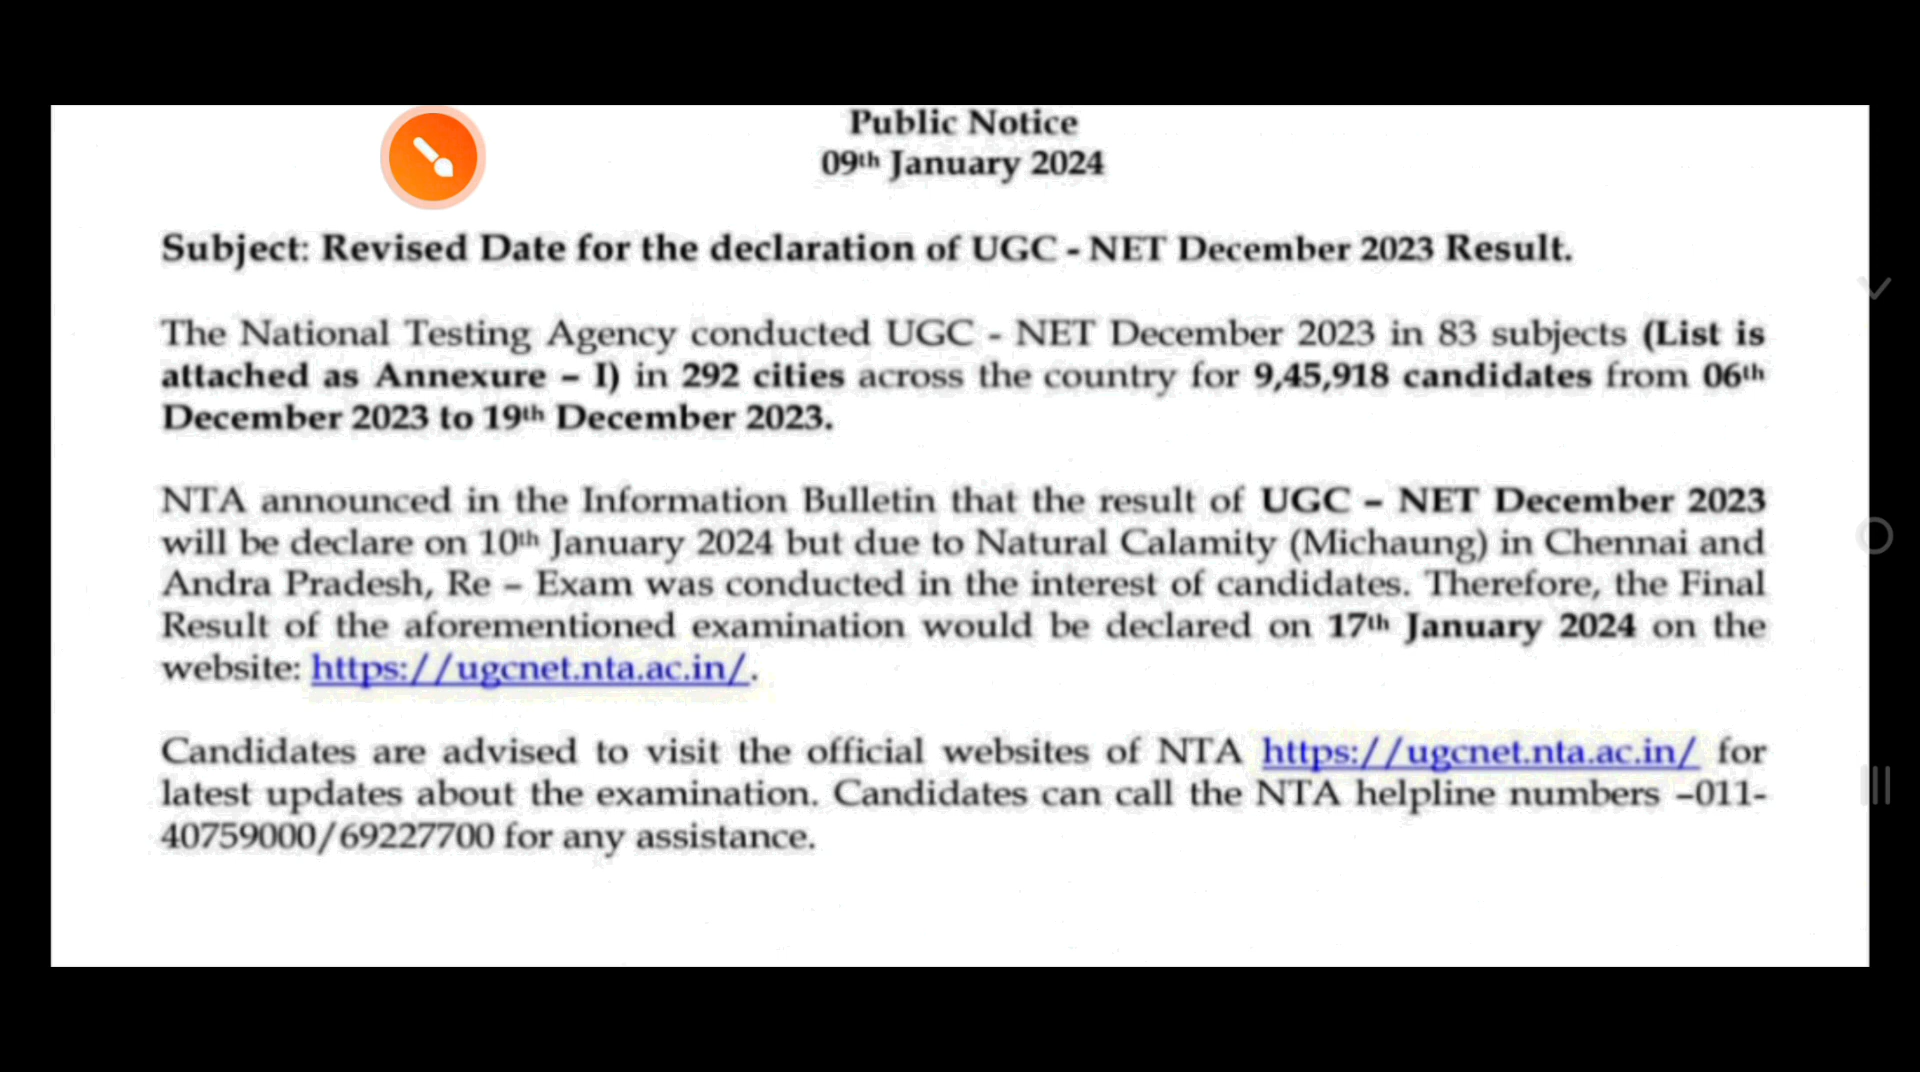 Public Notice
09th January 2024
Subject: Revised Date for the declaration of UGC - NET December 2023 Result.
The National Testing Agency conducted UGC - NET December 2023 in 83 subjects (List is
attached as Annexure – I) in 292 cities across the country for 9,45,918 candidates from 06th
December 2023 to 19th December 2023.
NTA announced in the Information Bulletin that the result of UGC – NET December 2023
will be declare on 10th January 2024 but due to Natural Calamity (Michaung) in Chennai and
Andra Pradesh, Re – Exam was conducted in the interest of candidates. Therefore, the Final
Result of the aforementioned examination would be declared on 17th January 2024 on the
website: https://ugcnet.nta.ac.in/.
Candidates are advised to visit the official websites of NTA https://ugcnet.nta.ac.in/ for
latest updates about the examination. Candidates can call the NTA helpline numbers –011-
40759000/69227700 for any assistance.